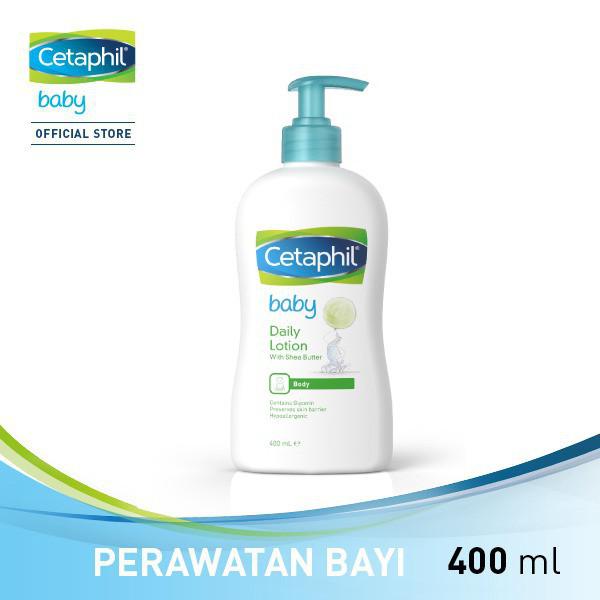 Cetaphil®
baby
OFFICIAL STORE
Cetaphil®
baby
Daily
Lotion
With Shea Butter
Body
Contains Glycerin
Preserves skin barrier
Hypoallergenic
400 mL e
PERAWATAN BAYI 400 ml